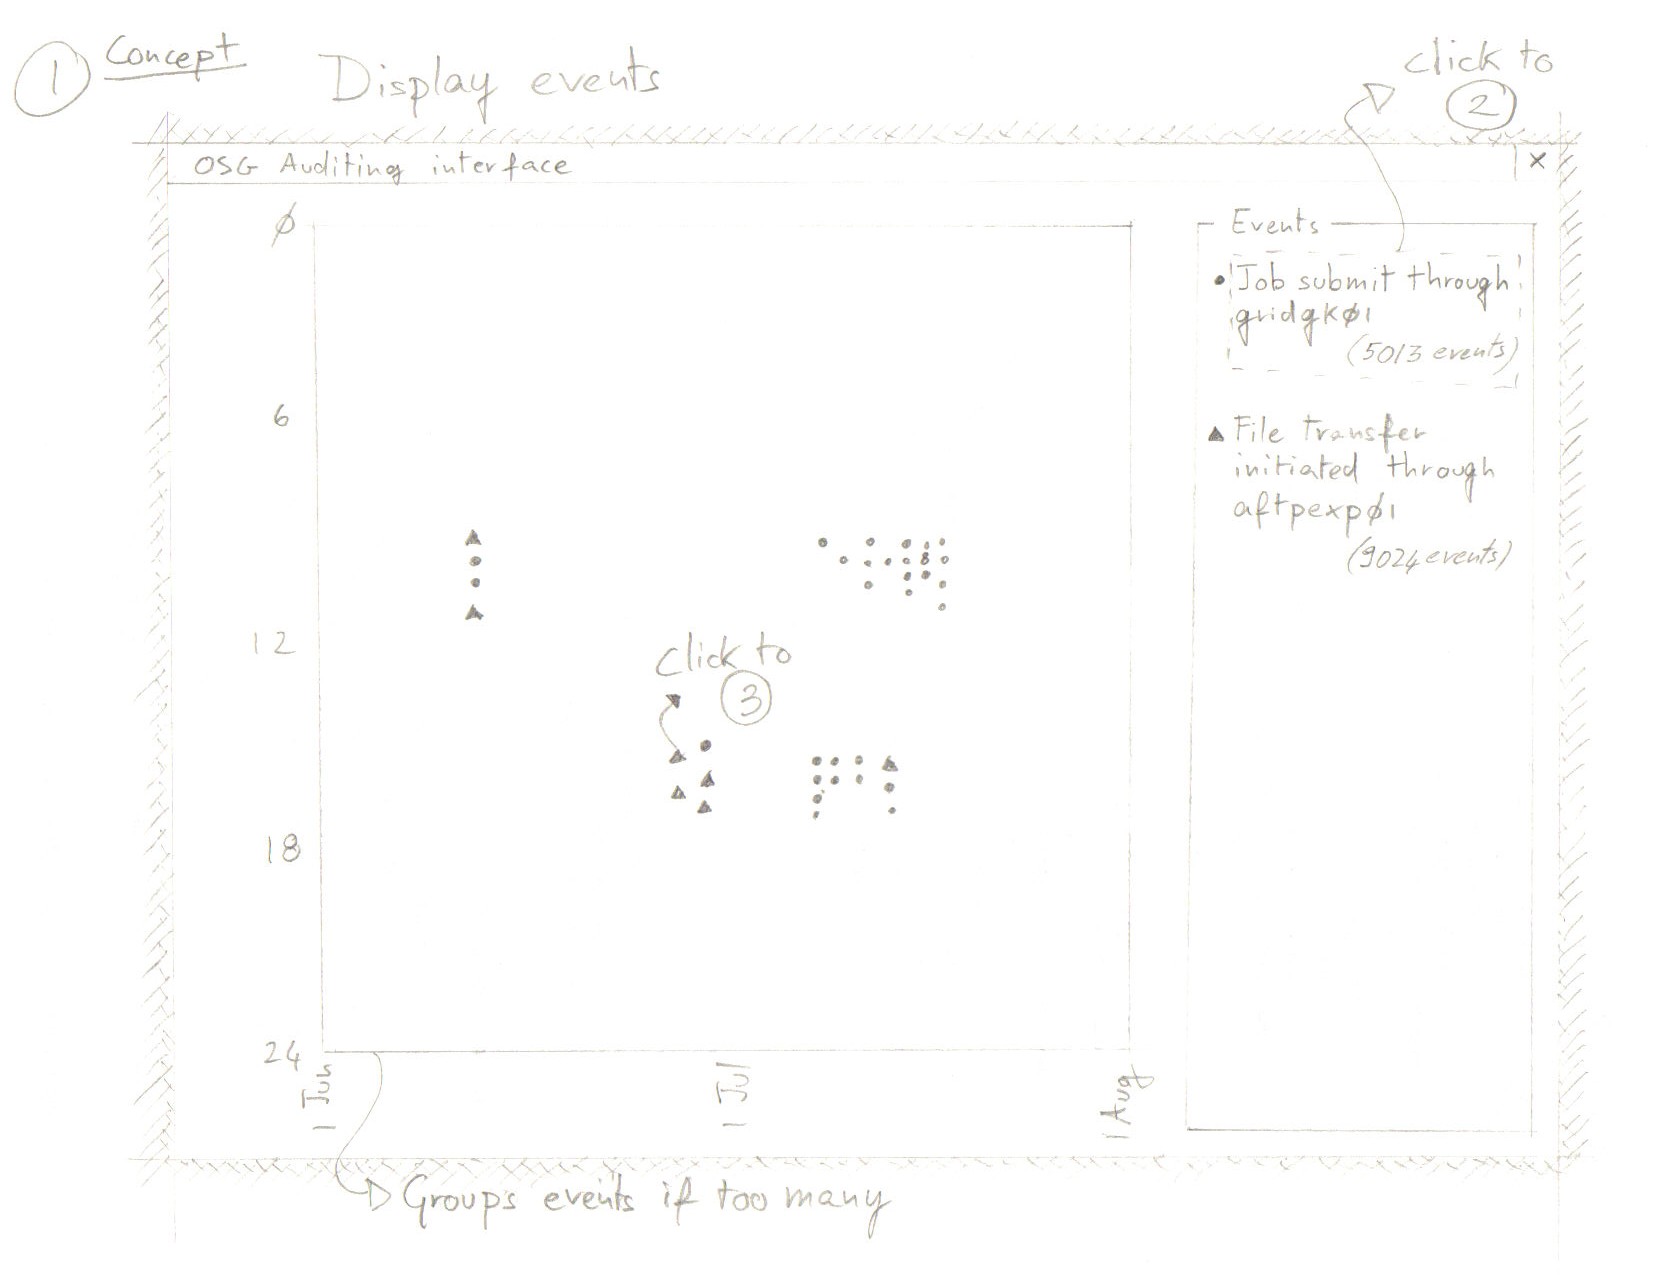 1 Concept Display events
click to
2
OSG Auditing interface x
Ø
6
12
18
24
1 Jun
1 Jul
1 Aug
click to
3
Events
Job submit through
gridgkØ1
(5013 events)
File transfer
initiated through
aftpexpØ1
(9024 events)
Groups events if too many